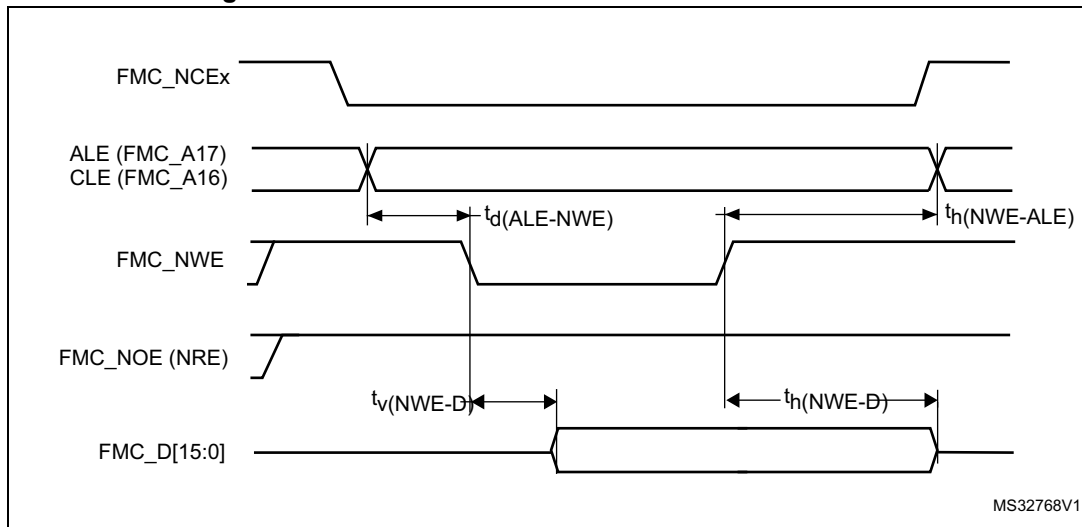 FMC_NCEx
ALE (FMC_A17)
CLE (FMC_A16)
td(ALE-NWE)
th(NWE-ALE)
FMC_NWE
FMC_NOE (NRE)
tv(NWE-D)
th(NWE-D)
FMC_D[15:0]
MS32768V1